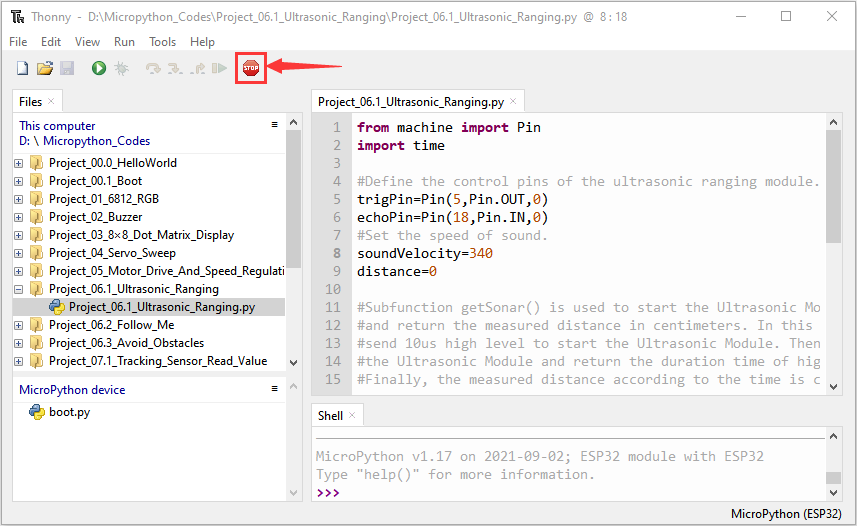 Thonny - D:\Micropython_Codes\Project_06.1_Ultrasonic_Ranging\Project_06.1_Ultrasonic_Ranging.py @ 8 : 18
File Edit View Run Tools Help
STOP
Files
This computer
D: \ Micropython_Codes
Project_00.0_HelloWorld
Project_00.1_Boot
Project_01_6812_RGB
Project_02_Buzzer
Project_03_8×8_Dot_Matrix_Display
Project_04_Servo_Sweep
Project_05_Motor_Drive_And_Speed_Regulati
Project_06.1_Ultrasonic_Ranging
Project_06.1_Ultrasonic_Ranging.py
Project_06.2_Follow_Me
Project_06.3_Avoid_Obstacles
Project_07.1_Tracking_Sensor_Read_Value
MicroPython device
boot.py
Project_06.1_Ultrasonic_Ranging.py
1 from machine import Pin
2 import time
3
4 #Define the control pins of the ultrasonic ranging module.
5 trigPin=Pin(5,Pin.OUT,0)
6 echoPin=Pin(18,Pin.IN,0)
7 #Set the speed of sound.
8 soundVelocity=340
9 distance=0
10
11 #Subfunction getSonar() is used to start the Ultrasonic Mo
12 #and return the measured distance in centimeters. In this
13 #send 10us high level to start the Ultrasonic Module. Then
14 #the Ultrasonic Module and return the duration time of hig
15 #Finally, the measured distance according to the time is c
Shell
MicroPython v1.17 on 2021-09-02; ESP32 module with ESP32
Type "help()" for more information.
>>>
MicroPython (ESP32)